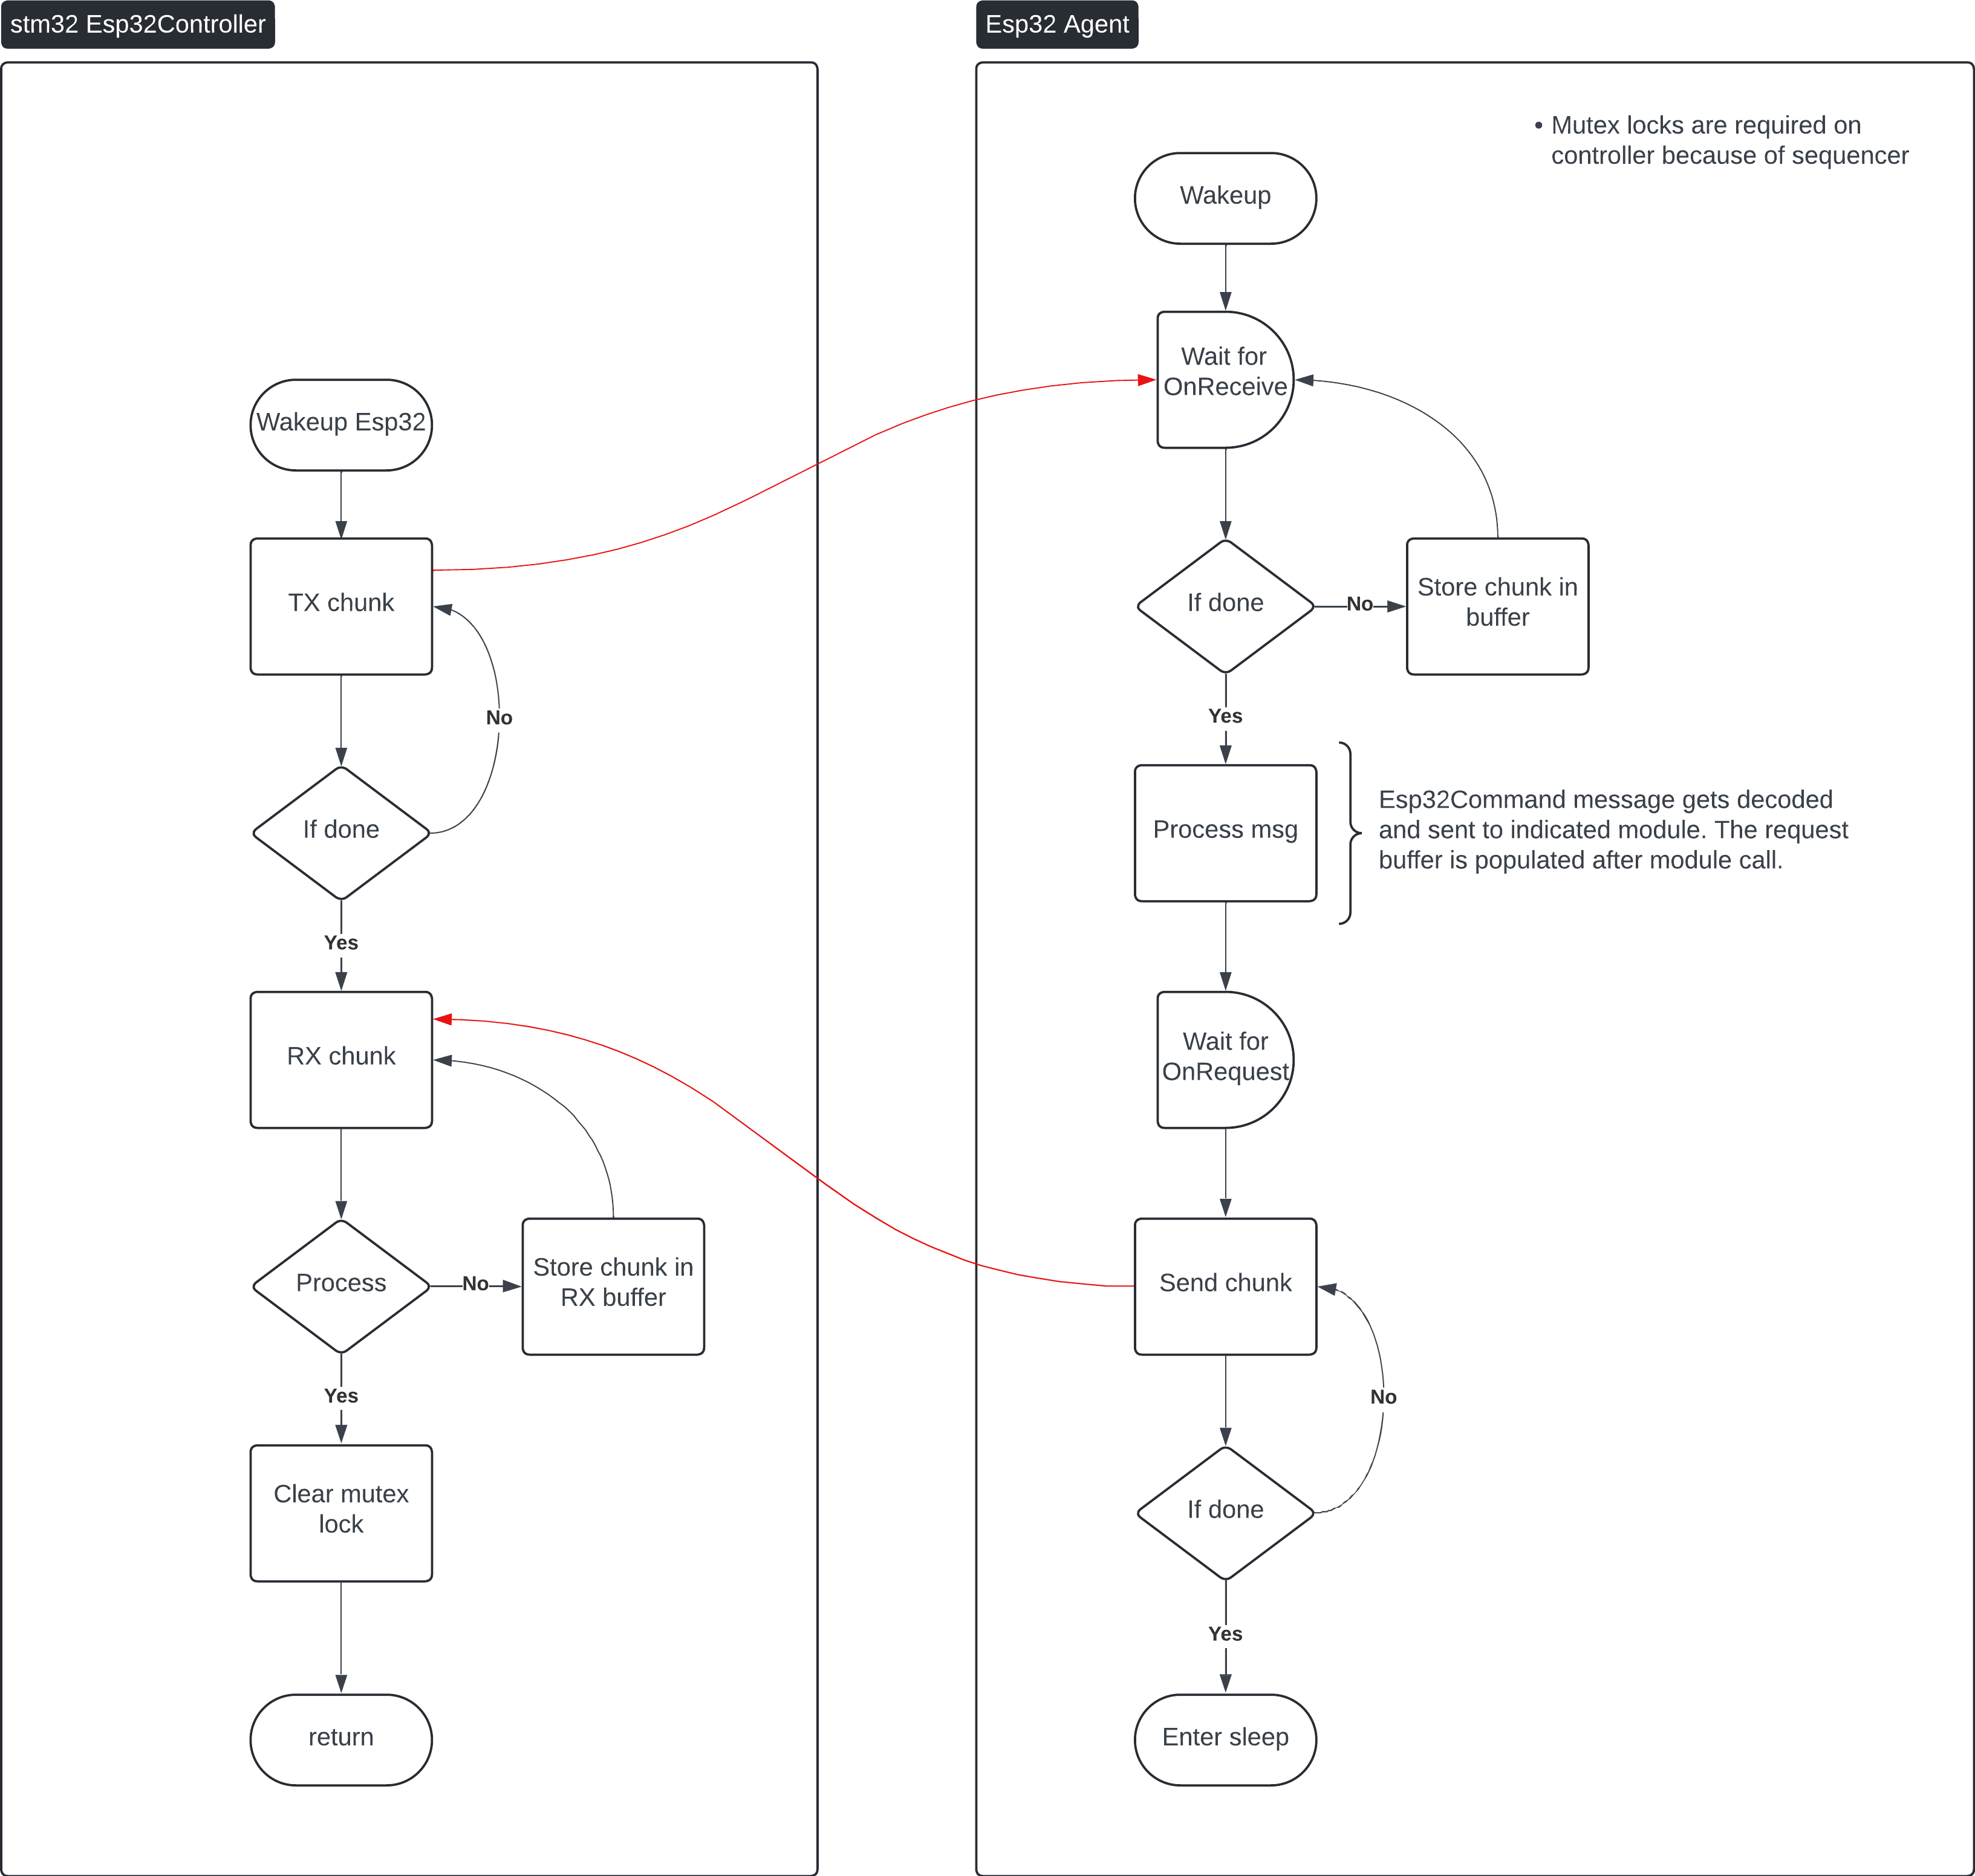 stm32 Esp32Controller
Wakeup Esp32
TX chunk
No
If done
Yes
RX chunk
Process
No
Store chunk in
RX buffer
Yes
Clear mutex
lock
return
Esp32 Agent
• Mutex locks are required on
controller because of sequencer
Wakeup
Wait for
OnReceive
If done
No
Store chunk in
buffer
Yes
Process msg
Esp32Command message gets decoded
and sent to indicated module. The request
buffer is populated after module call.
Wait for
OnRequest
Send chunk
No
If done
Yes
Enter sleep